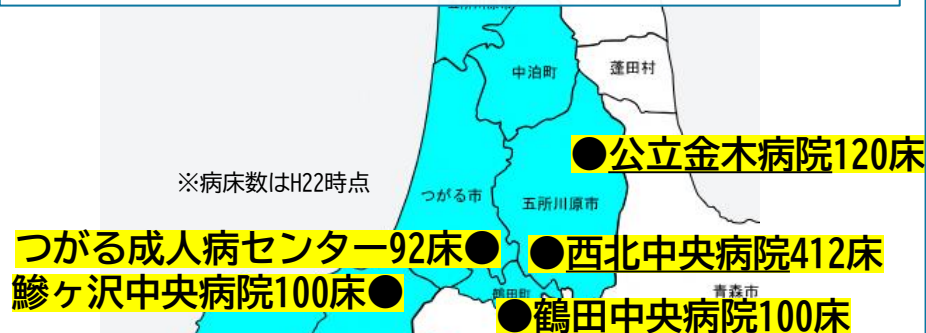 中泊町
蓬田村
●公立金木病院120床
※病床数はH22時点
つがる市
五所川原市
つがる成人病センター92床●
●西北中央病院412床
鰺ヶ沢中央病院100床●
鶴田町
青森市
●鶴田中央病院100床